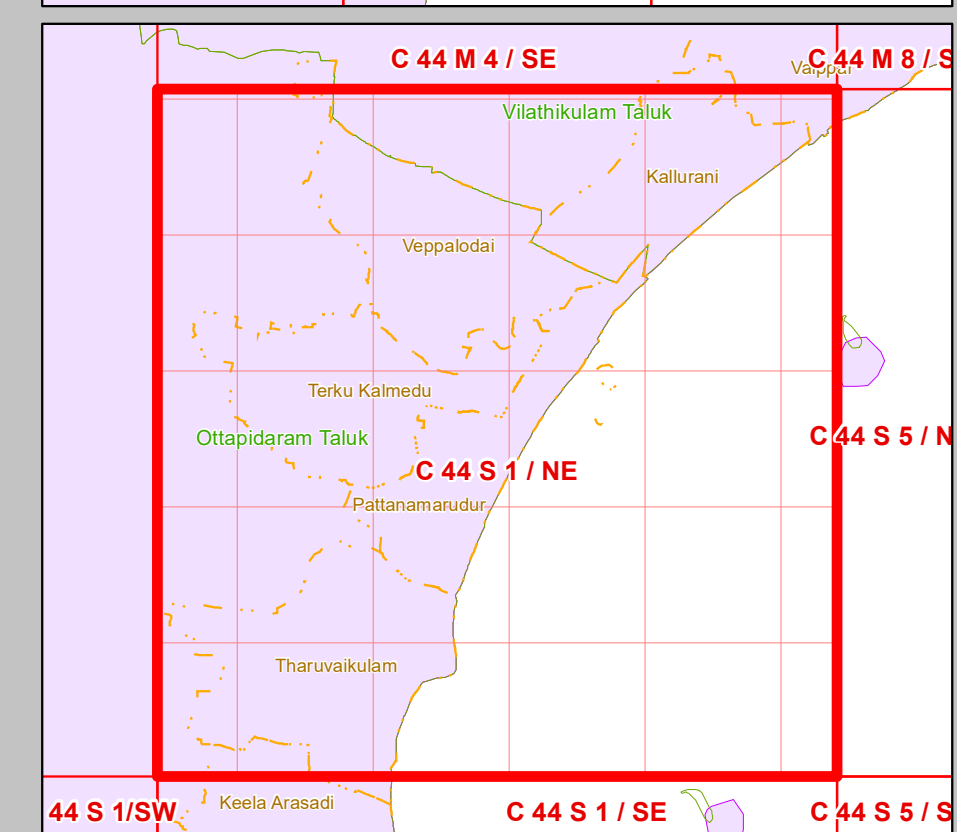 C 44 M 4 / SE
C 44 M 8 / S
Vaippar
Vilathikulam Taluk
Kallurani
Veppalodai
Terku Kalmedu
Ottapidaram Taluk
C 44 S 5 / N
C 44 S 1 / NE
Pattanamarudur
Tharuvaikulam
Keela Arasadi
44 S 1/SW
C 44 S 1 / SE
C 44 S 5 / S